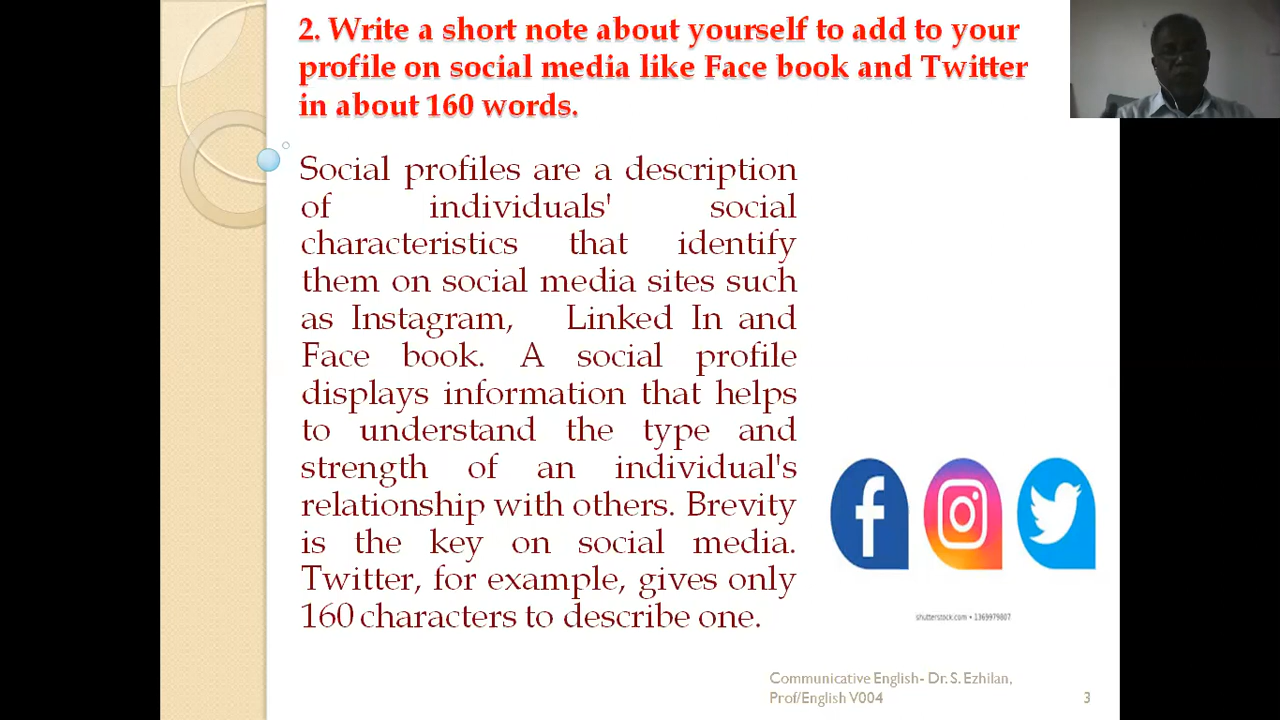 2. Write a short note about yourself to add to your
profile on social media like Face book and Twitter
in about 160 words.
Social profiles are a description
of individuals' social
characteristics that identify
them on social media sites such
as Instagram, Linked In and
Face book. A social profile
displays information that helps
to understand the type and
strength of an individual's
relationship with others. Brevity
is the key on social media.
Twitter, for example, gives only
160 characters to describe one.
shutterstock.com • 1369979807
Communicative English- Dr. S. Ezhilan,
Prof/English V004
3